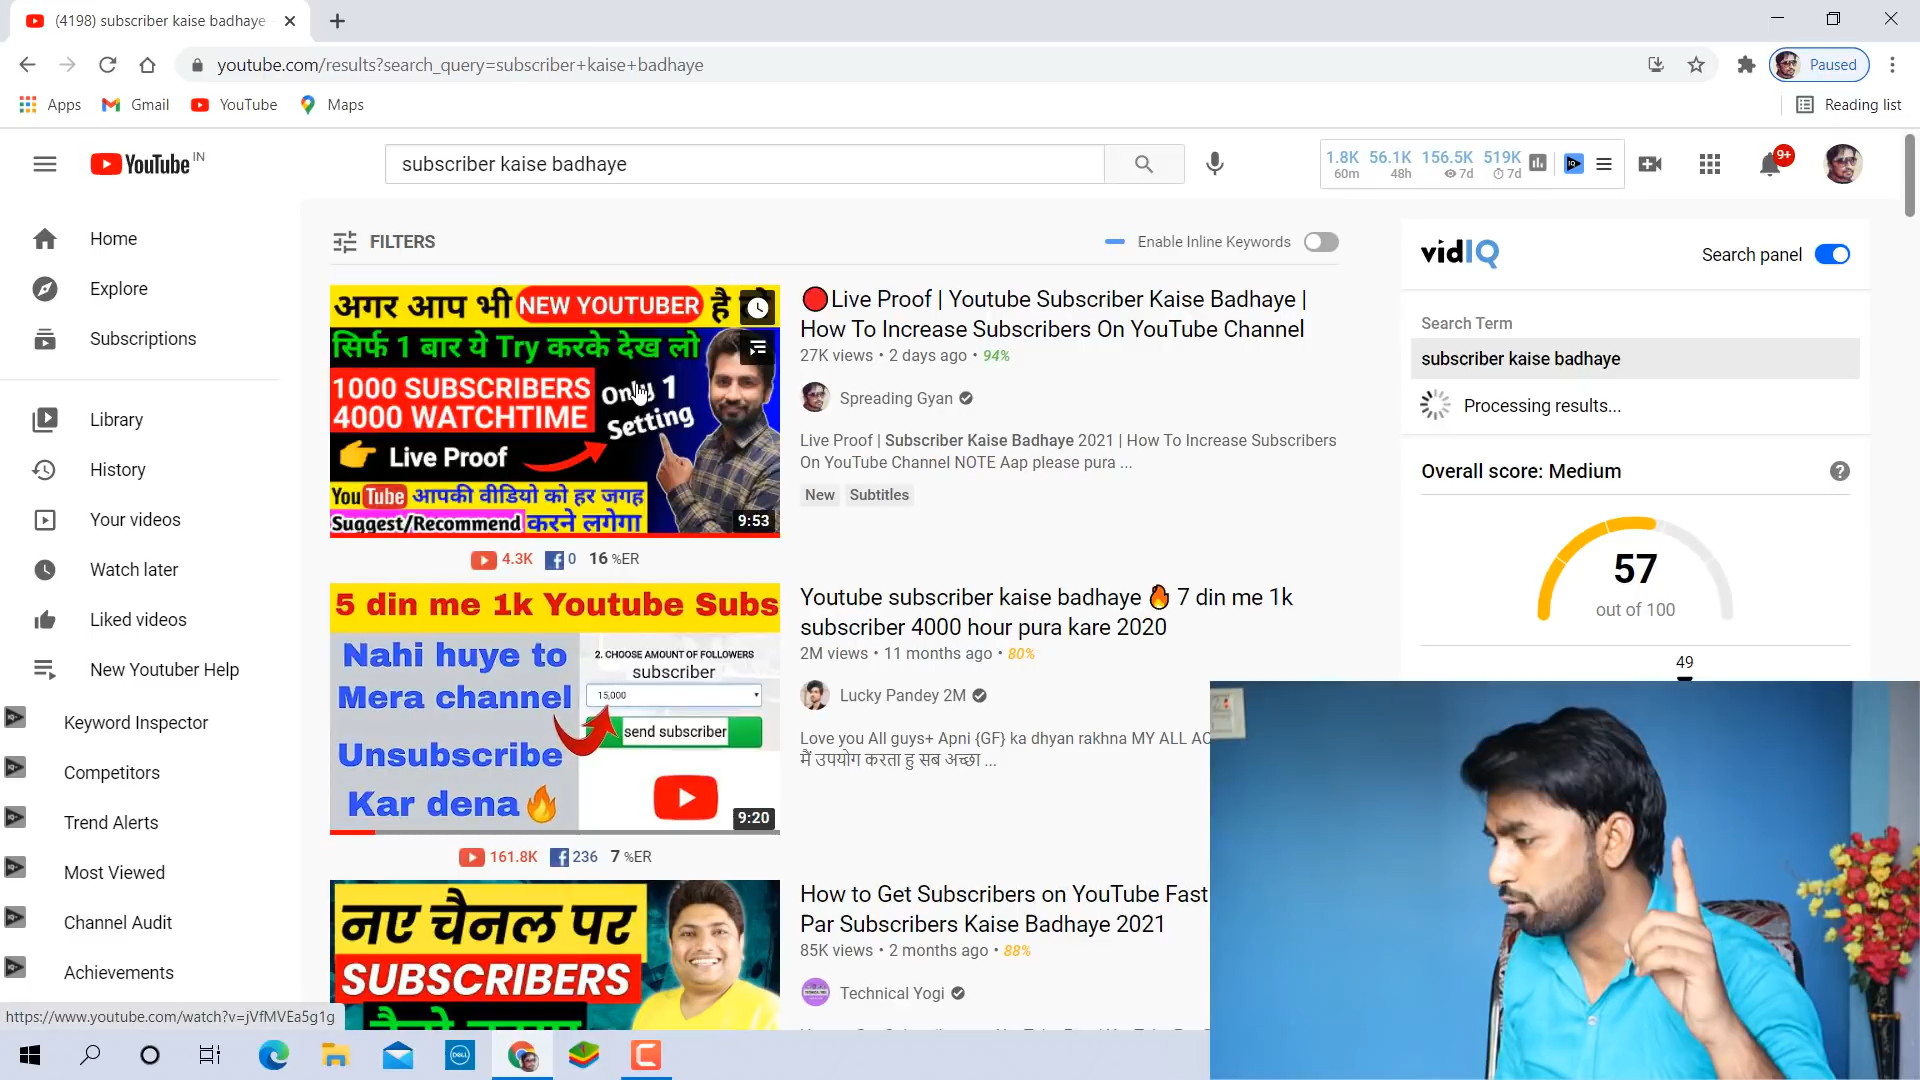 (4198) subscriber kaise badhaye
youtube.com/results?search_query=subscriber+kaise+badhaye
Paused
Apps
Gmail
YouTube
Maps
Reading list
YouTube IN
subscriber kaise badhaye
1.8K 56.1K 156.5K 519K
60m 48h 7d 7d
9+
Home
Explore
Subscriptions
Library
History
Your videos
Watch later
Liked videos
New Youtuber Help
Keyword Inspector
Competitors
Trend Alerts
Most Viewed
Channel Audit
Achievements
https://www.youtube.com/watch?v=jVfMVEa5g1g
FILTERS
Enable Inline Keywords
अगर आप भी NEW YOUTUBER है
सिर्फ 1 बार ये Try करके देख लो
1000 SUBSCRIBERS
4000 WATCHTIME
Only 1
Setting
Live Proof
YouTube आपकी वीडियो को हर जगह
Suggest/Recommend करने लगेगा
9:53
4.3K 0 16 %ER
🔴Live Proof | Youtube Subscriber Kaise Badhaye |
How To Increase Subscribers On YouTube Channel
27K views • 2 days ago • 94%
Spreading Gyan
Live Proof | Subscriber Kaise Badhaye 2021 | How To Increase Subscribers
On YouTube Channel NOTE Aap please pura ...
New Subtitles
5 din me 1k Youtube Subs
Nahi huye to
Mera channel
Unsubscribe
Kar dena🔥
2. CHOOSE AMOUNT OF FOLLOWERS
subscriber
15,000
send subscriber
9:20
161.8K 236 7 %ER
Youtube subscriber kaise badhaye 🔥 7 din me 1k
subscriber 4000 hour pura kare 2020
2M views • 11 months ago • 80%
Lucky Pandey 2M
Love you All guys+ Apni {GF} ka dhyan rakhna MY ALL AC
मैं उपयोग करता हु सब अच्छा ...
नए चैनल पर
SUBSCRIBERS
How to Get Subscribers on YouTube Fast
Par Subscribers Kaise Badhaye 2021
85K views • 2 months ago • 88%
Technical Yogi
vidIQ
Search panel
Search Term
subscriber kaise badhaye
Processing results...
Overall score: Medium
57
out of 100
49
DELL